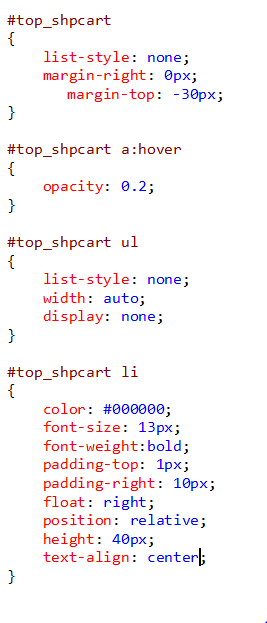 #top_shpcart
{
list-style: none;
margin-right: 0px;
margin-top: -30px;
}
#top_shpcart a:hover
{
opacity: 0.2;
}
#top_shpcart ul
{
list-style: none;
width: auto;
display: none;
}
#top_shpcart li
{
color: #000000;
font-size: 13px;
font-weight:bold;
padding-top: 1px;
padding-right: 10px;
float: right;
position: relative;
height: 40px;
text-align: center;
}